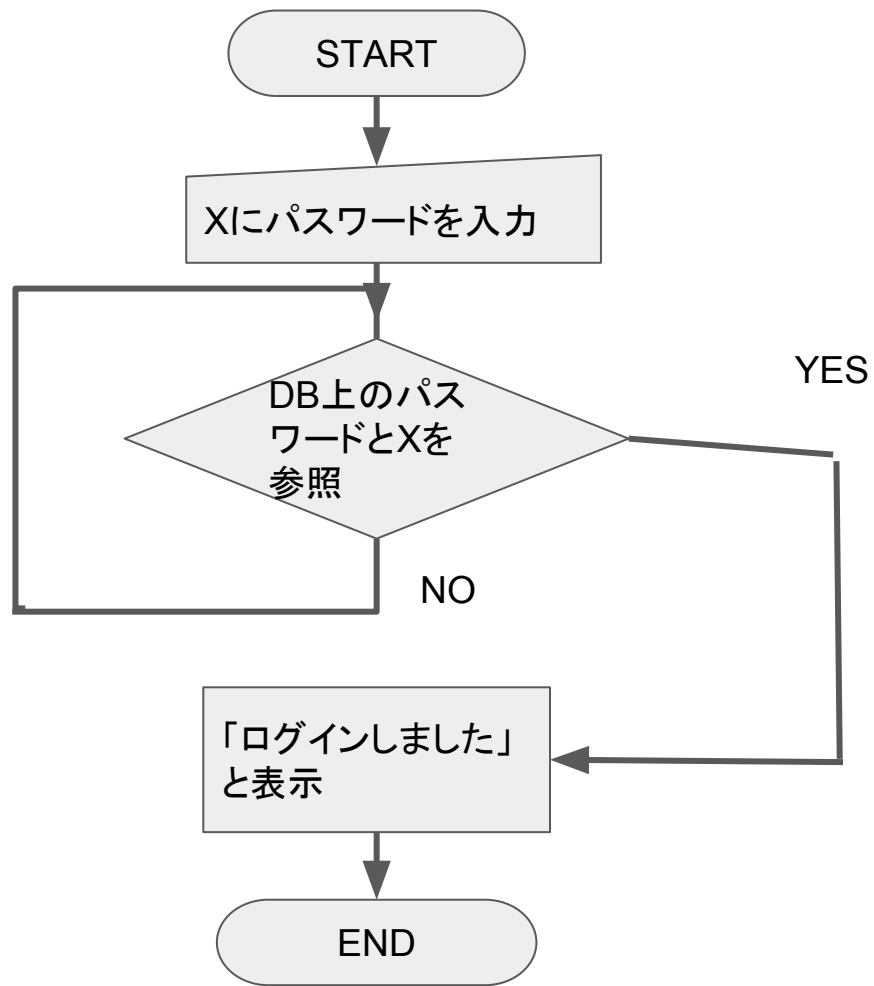 START
Xにパスワードを入力
YES
DB上のパス
ワードとXを
参照
NO
「ログインしました」
と表示
END